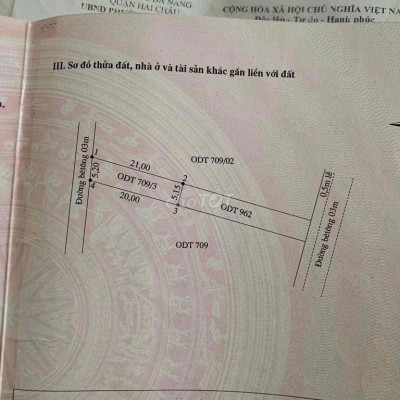 QUẬN HẢI CHÂU
CỘNG HÒA XÃ HỘI CHỦ NGHĨA VIỆT NA
Độc lập - Tự do - Hạnh phúc
III. Sơ đồ thửa đất, nhà ở và tài sản khác gắn liền với đất
Đường bêtông 03m
1
21,00
2
ODT 709/02
5,20
ODT 709/3
5,15
4
20,00
3
ODT 962
0,5m lề
Đường bêtông 03m
ODT 709